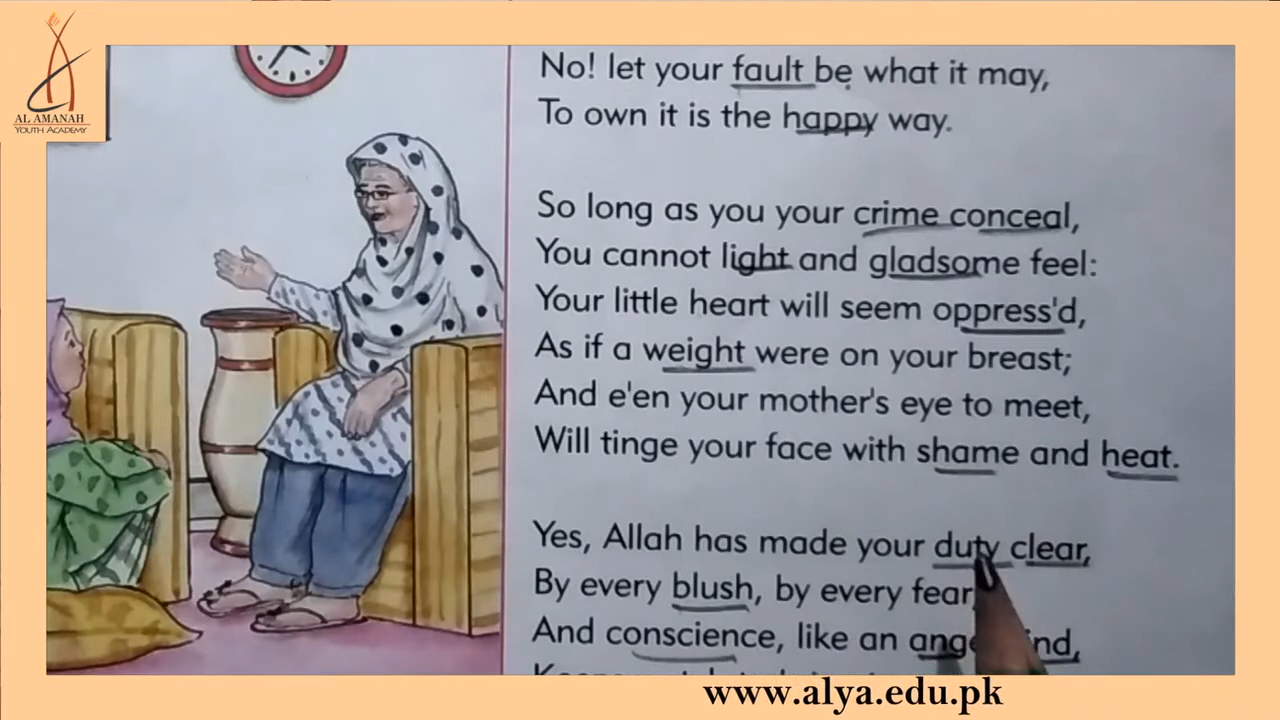 AL AMANAH
YOUTH ACADEMY
No! let your fault be what it may,
To own it is the happy way.
So long as you your crime conceal,
You cannot light and gladsome feel:
Your little heart will seem oppress'd,
As if a weight were on your breast;
And e'en your mother's eye to meet,
Will tinge your face with shame and heat.
Yes, Allah has made your duty clear,
By every blush, by every fear
And conscience, like an
www.alya.edu.pk